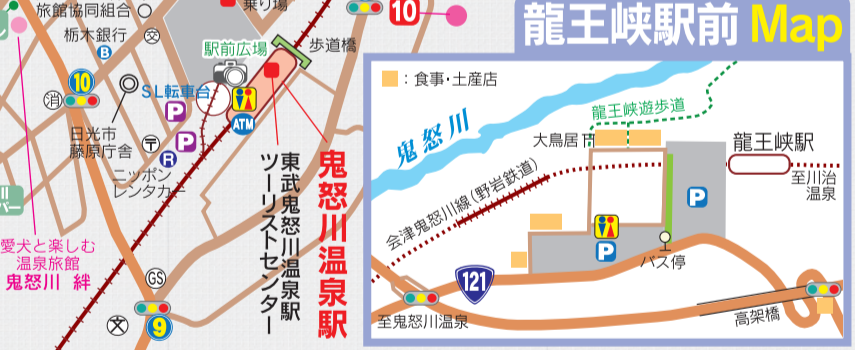 旅館協同組合
乗り場
10
栃木銀行
文
B
駅前広場
歩道橋
10
消
SL転車台
P
ATM
日光市
藤原庁舎
P
R
ニッポン
レンタカー
バー
愛犬と楽しむ
温泉旅館
鬼怒川 絆
GS
文
9
東武鬼怒川温泉駅
ツーリストセンター
鬼怒川温泉駅
龍王峡駅前 Map
:食事・土産店
鬼怒川
龍王峡遊歩道
大鳥居
龍王峡駅
至川治
温泉
会津鬼怒川線(野岩鉄道)
P
P
バス停
121
至鬼怒川温泉
高架橋